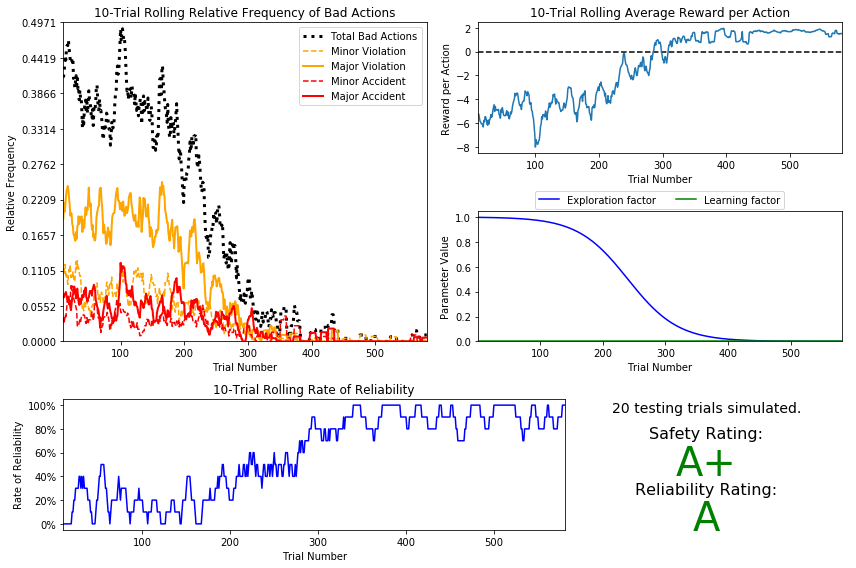 10-Trial Rolling Relative Frequency of Bad Actions
Relative Frequency
0.4971
0.4419
0.3866
0.3314
0.2762
0.2209
0.1657
0.1105
0.0552
0.0000
Total Bad Actions
Minor Violation
Major Violation
Minor Accident
Major Accident
100 200 300 400 500
Trial Number
10-Trial Rolling Average Reward per Action
Reward per Action
2
0
−2
−4
−6
−8
100 200 300 400 500
Trial Number
Exploration factor Learning factor
Parameter Value
1.0
0.8
0.6
0.4
0.2
0.0
100 200 300 400 500
Trial Number
10-Trial Rolling Rate of Reliability
Rate of Reliability
100%
80%
60%
40%
20%
0%
100 200 300 400 500
Trial Number
20 testing trials simulated.
Safety Rating:
A+
Reliability Rating:
A